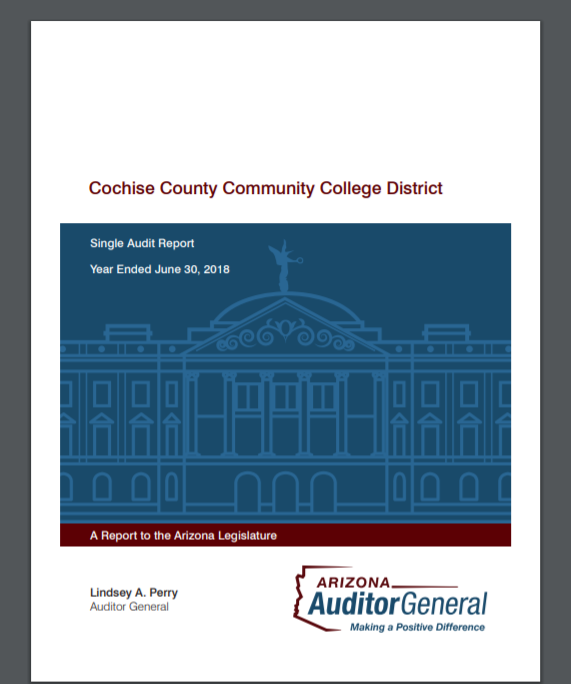 Cochise County Community College District
Single Audit Report
Year Ended June 30, 2018
A Report to the Arizona Legislature
Lindsey A. Perry
Auditor General
ARIZONA
AuditorGeneral
Making a Positive Difference